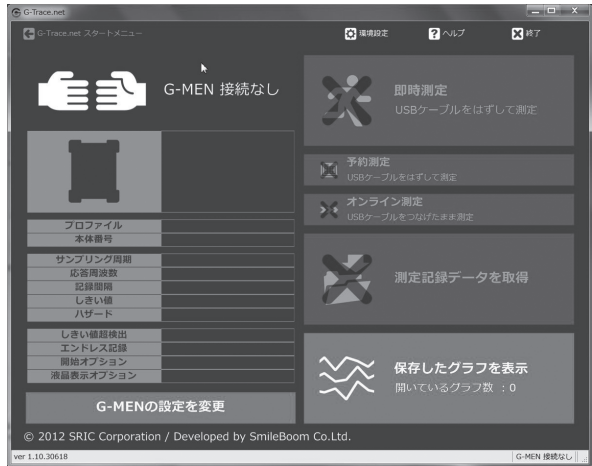 G-Trace.net
G-Trace.net スタートメニュー
環境設定
ヘルプ
終了
G-MEN 接続なし
プロファイル
本体番号
サンプリング周期
応答周波数
記録間隔
しきい値
ハザード
しきい値超検出
エンドレス記録
開始オプション
液晶表示オプション
G-MENの設定を変更
即時測定
USBケーブルをはずして測定
予約測定
USBケーブルをはずして測定
オンライン測定
USBケーブルをつなげたまま測定
測定記録データを取得
保存したグラフを表示
開いているグラフ数 : 0
© 2012 SRIC Corporation / Developed by SmileBoom Co.Ltd.
ver 1.10.30618
G-MEN 接続なし